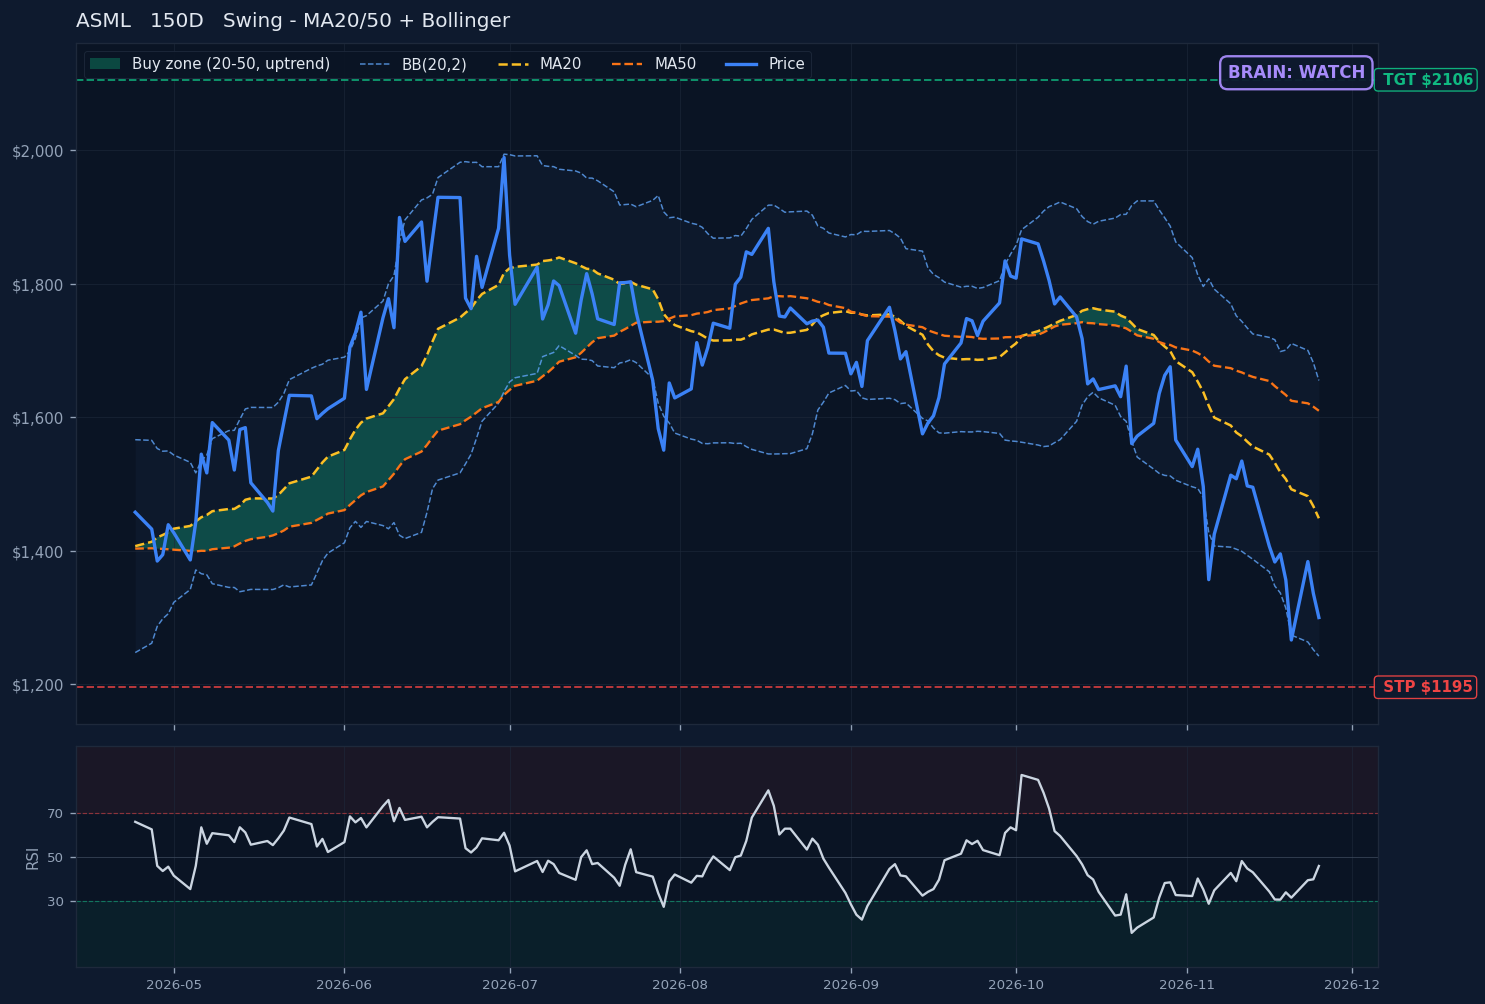 ASML   150D   Swing - MA20/50 + Bollinger
Buy zone (20-50, uptrend)   BB(20,2)   MA20   MA50   Price
BRAIN: WATCH
TGT $2106
$2,000
$1,800
$1,600
$1,400
$1,200
STP $1195
70
50
30
RSI
2026-05   2026-06   2026-07   2026-08   2026-09   2026-10   2026-11   2026-12